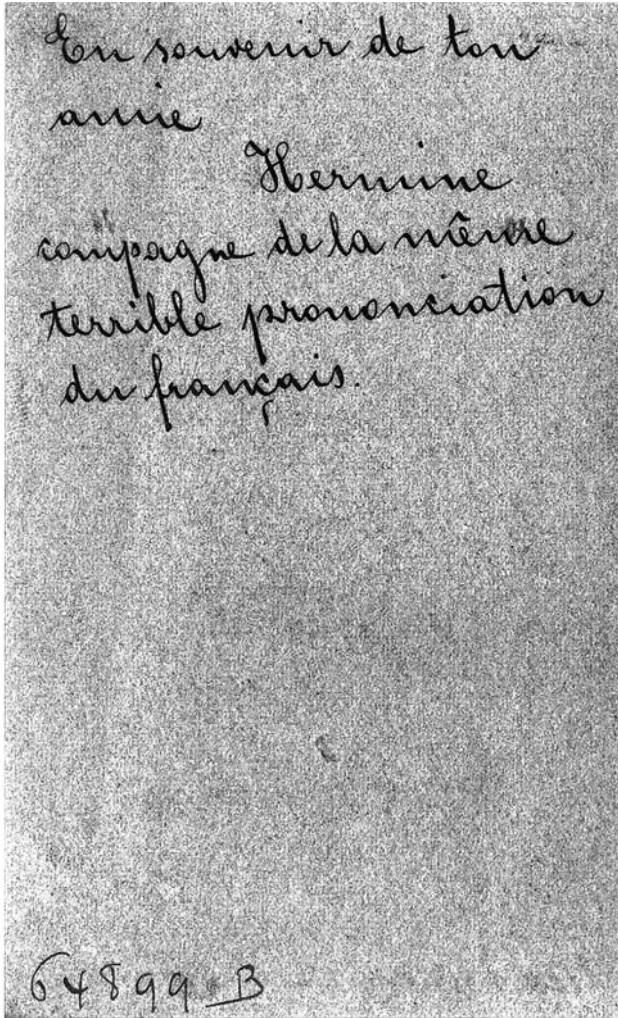 En souvenir de ton
amie
Hermine
compagne de la même
terrible prononciation
du français.
64899 B